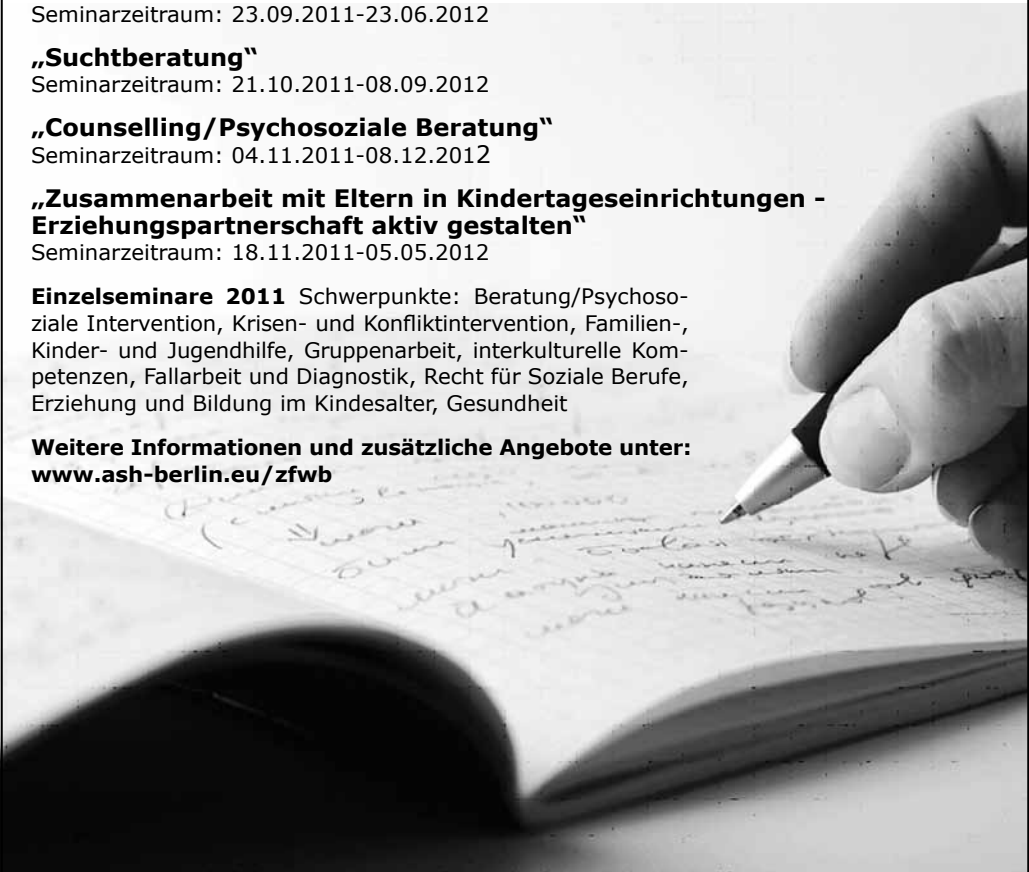 Seminarzeitraum: 23.09.2011-23.06.2012
„Suchtberatung“
Seminarzeitraum: 21.10.2011-08.09.2012
„Counselling/Psychosoziale Beratung“
Seminarzeitraum: 04.11.2011-08.12.2012
„Zusammenarbeit mit Eltern in Kindertageseinrichtungen -
Erziehungspartnerschaft aktiv gestalten“
Seminarzeitraum: 18.11.2011-05.05.2012
Einzelseminare 2011 Schwerpunkte: Beratung/Psychoso-
ziale Intervention, Krisen- und Konfliktintervention, Familien-,
Kinder- und Jugendhilfe, Gruppenarbeit, interkulturelle Kom-
petenzen, Fallarbeit und Diagnostik, Recht für Soziale Berufe,
Erziehung und Bildung im Kindesalter, Gesundheit
Weitere Informationen und zusätzliche Angebote unter:
www.ash-berlin.eu/zfwb